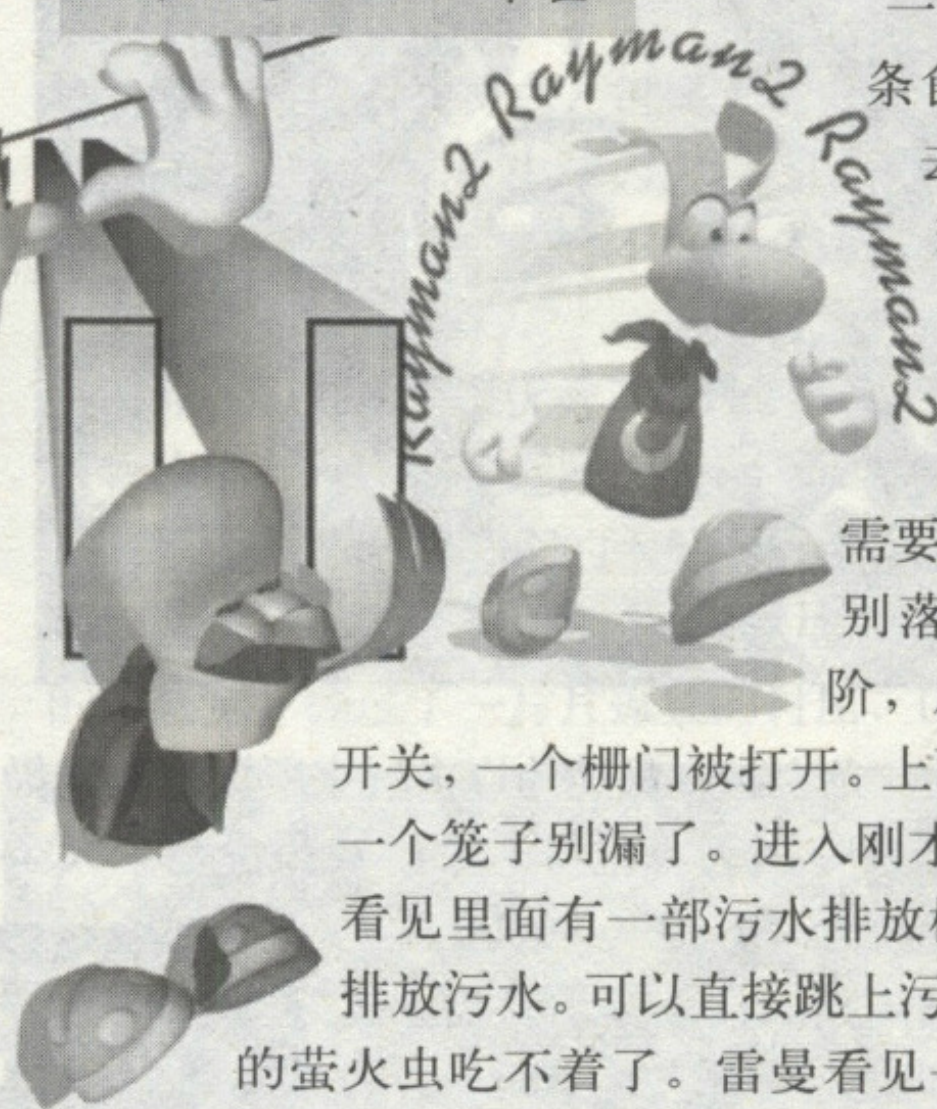 Rayman2 Rayman2 Rayman2
一
条
需要
别落
阶，
开关，一个栅门被打开。上
一个笼子别漏了。进入刚
看见里面有一部污水排放
排放污水。可以直接跳上污
的萤火虫吃不着了。雷曼看见